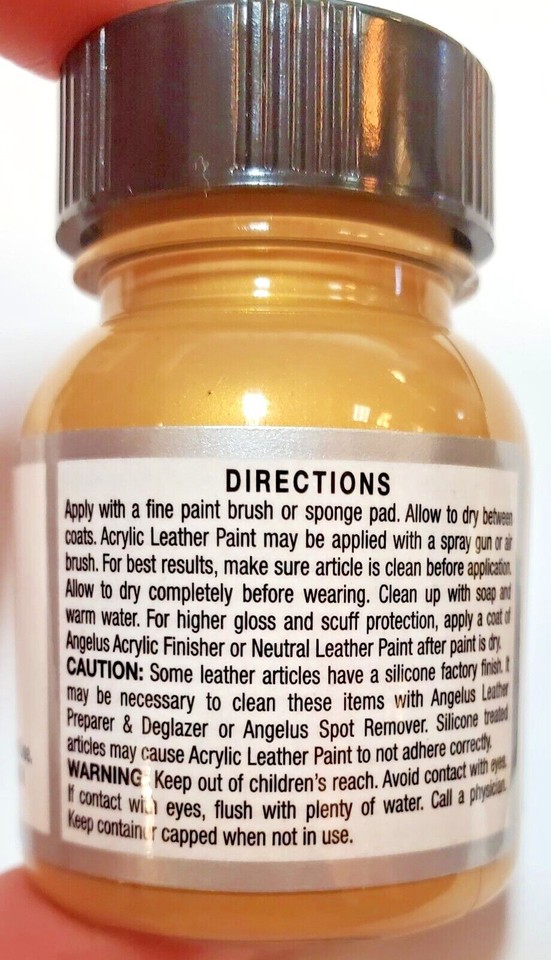 DIRECTIONS
Apply with a fine paint brush or sponge pad. Allow to dry between
coats. Acrylic Leather Paint may be applied with a spray gun or air
brush. For best results, make sure article is clean before application.
Allow to dry completely before wearing. Clean up with soap and
warm water. For higher gloss and scuff protection, apply a coat of
Angelus Acrylic Finisher or Neutral Leather Paint after paint is dry.
CAUTION: Some leather articles have a silicone factory finish. It
may be necessary to clean these items with Angelus Leather
Preparer & Deglazer or Angelus Spot Remover. Silicone treated
articles may cause Acrylic Leather Paint to not adhere correctly.
WARNING: Keep out of children's reach. Avoid contact with eyes.
If contact with eyes, flush with plenty of water. Call a physician.
Keep container capped when not in use.